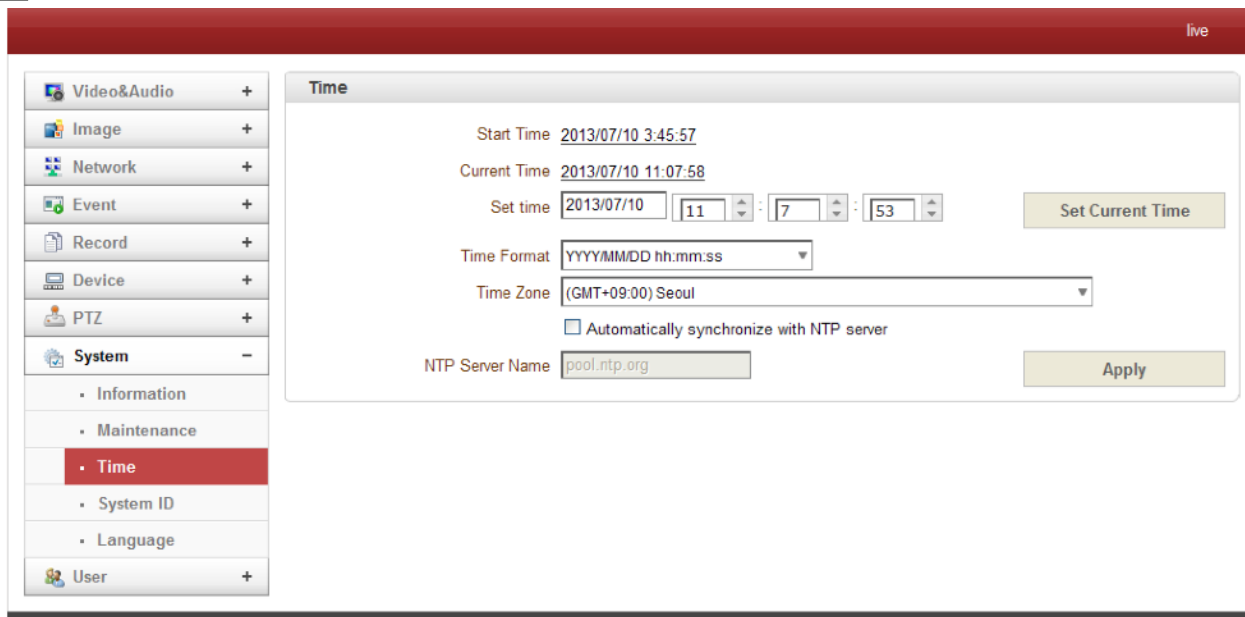 live
Video&Audio +
Image +
Network +
Event +
Record +
Device +
PTZ +
System −
Information
Maintenance
Time
System ID
Language
User +
Time
Start Time 2013/07/10 3:45:57
Current Time 2013/07/10 11:07:58
Set time 2013/07/10 11 : 7 : 53 Set Current Time
Time Format YYYY/MM/DD hh:mm:ss
Time Zone (GMT+09:00) Seoul
Automatically synchronize with NTP server
NTP Server Name pool.ntp.org Apply